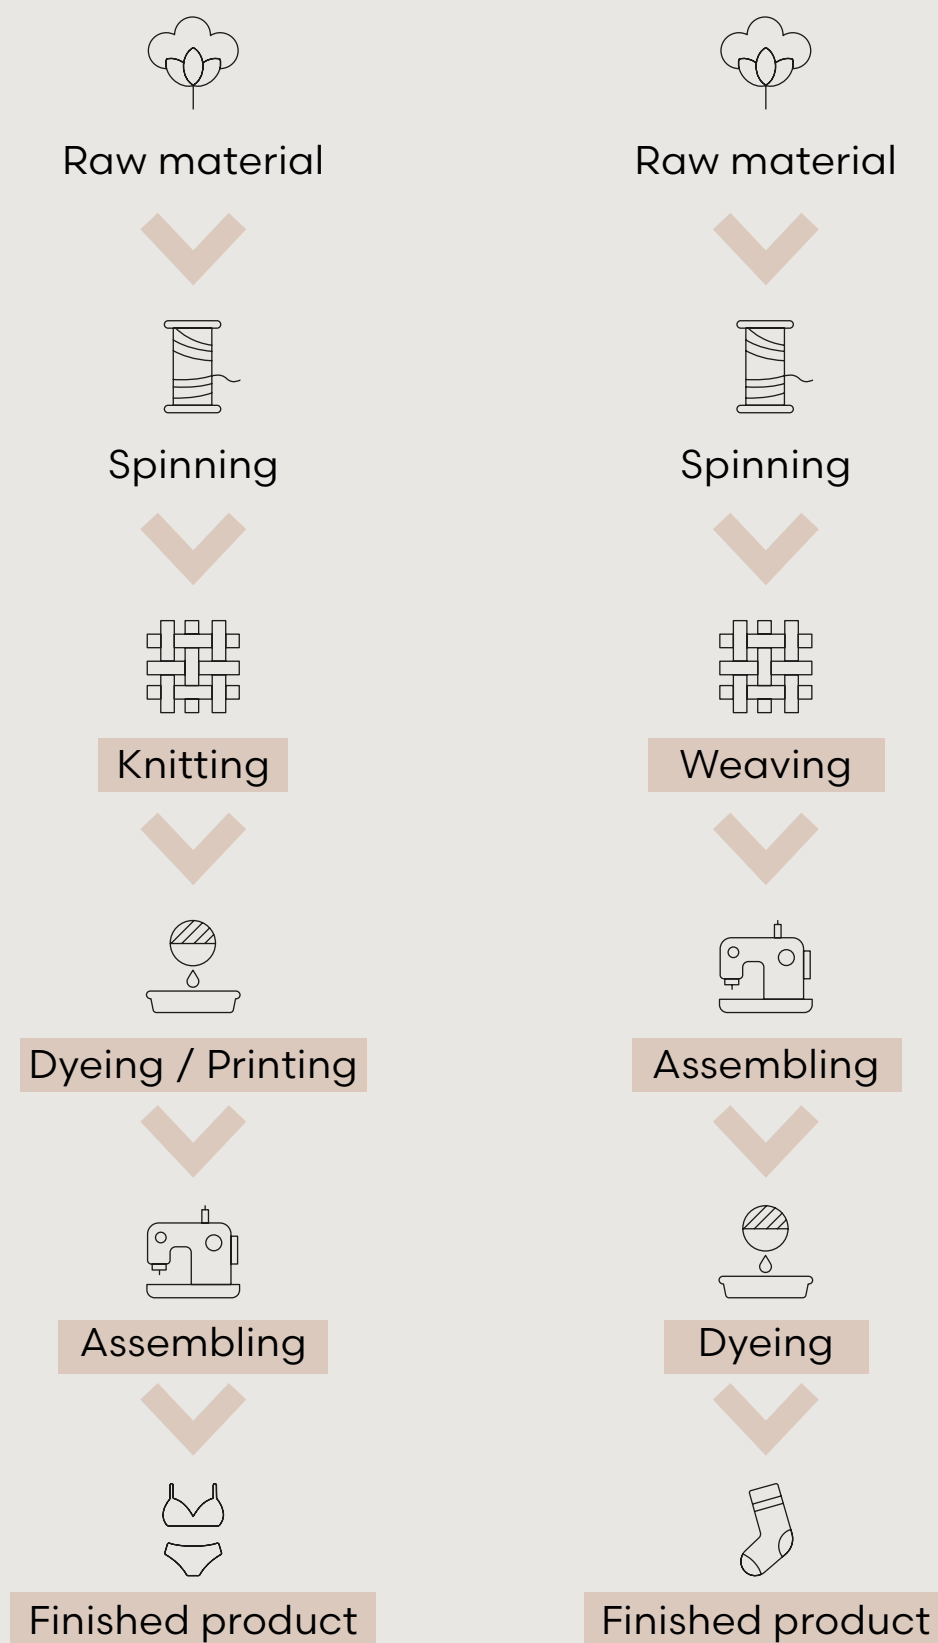 Raw material
Spinning
Knitting
Dyeing / Printing
Assembling
Finished product
Raw material
Spinning
Weaving
Assembling
Dyeing
Finished product